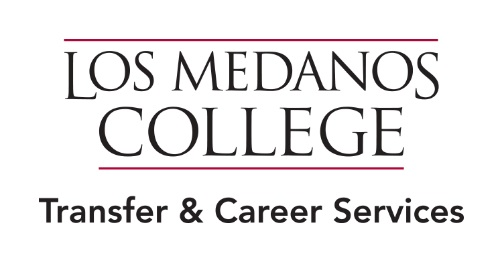 LOS MEDANOS
COLLEGE
Transfer & Career Services